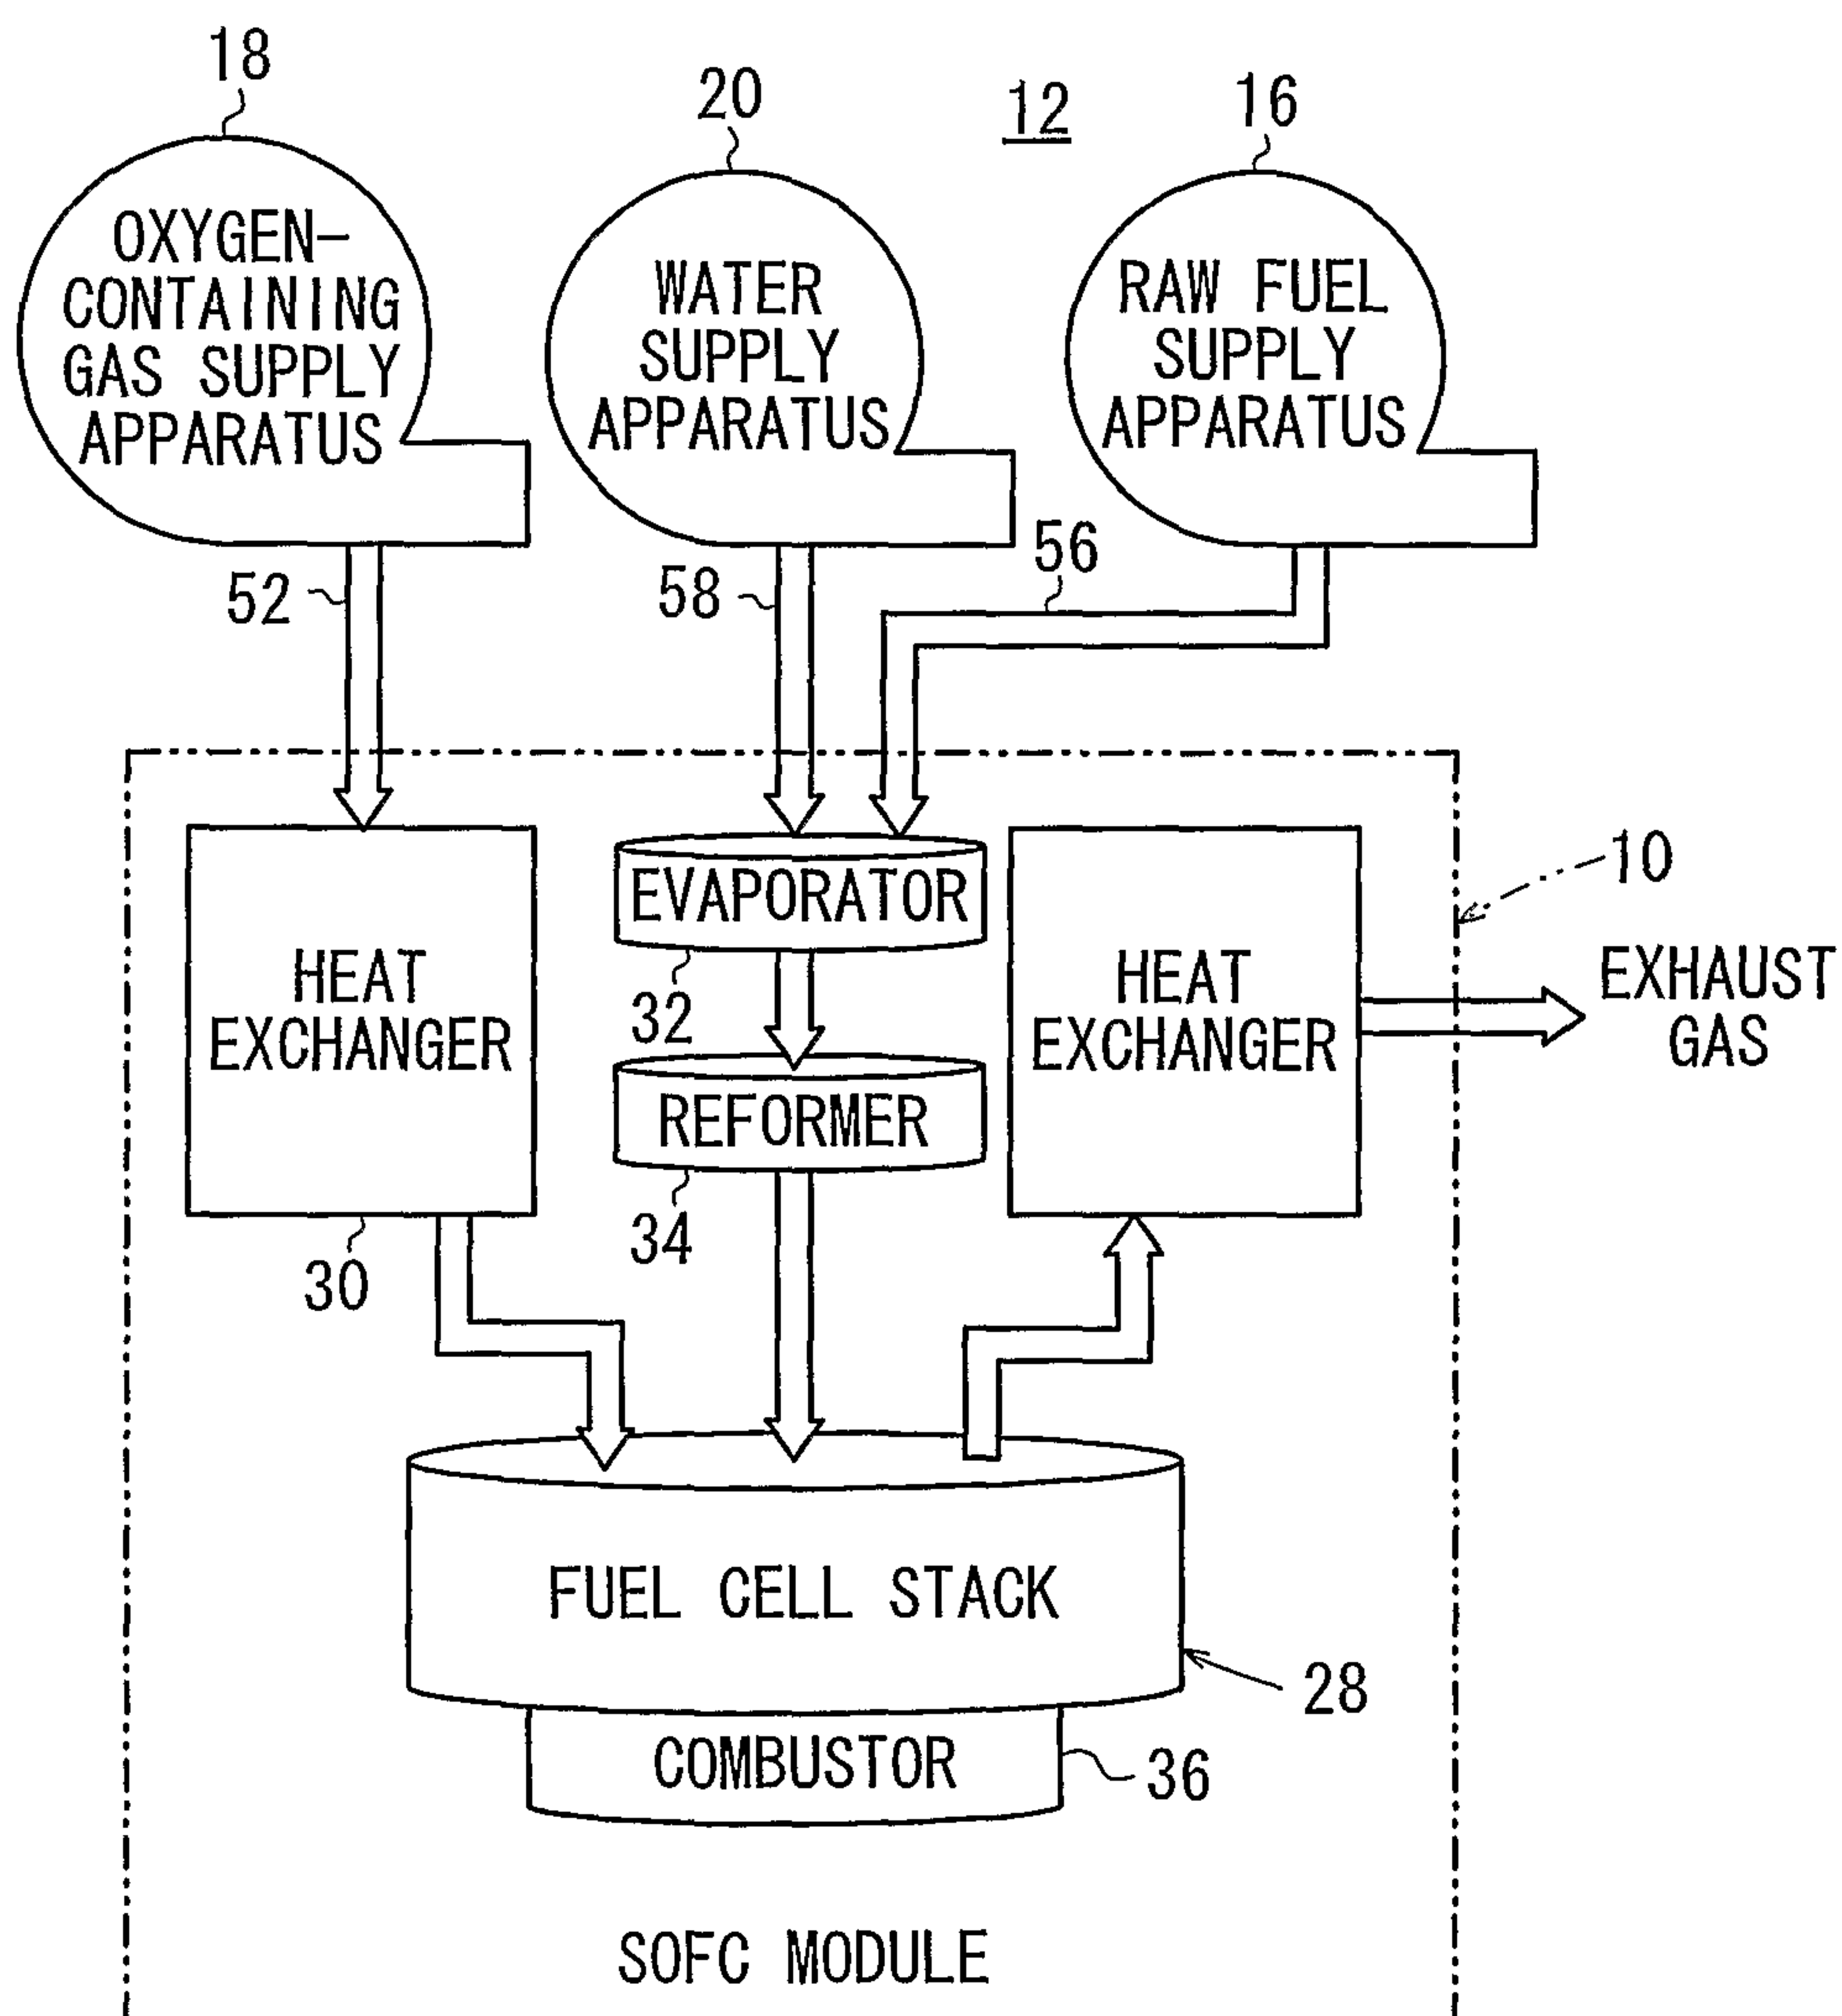 18
20
12
16
OXYGEN-
CONTAINING
GAS SUPPLY
APPARATUS
WATER
SUPPLY
APPARATUS
RAW FUEL
SUPPLY
APPARATUS
52
58
56
10
HEAT
EXCHANGER
EVAPORATOR
32
REFORMER
34
HEAT
EXCHANGER
EXHAUST
GAS
30
FUEL CELL STACK
28
COMBUSTOR
36
SOFC MODULE